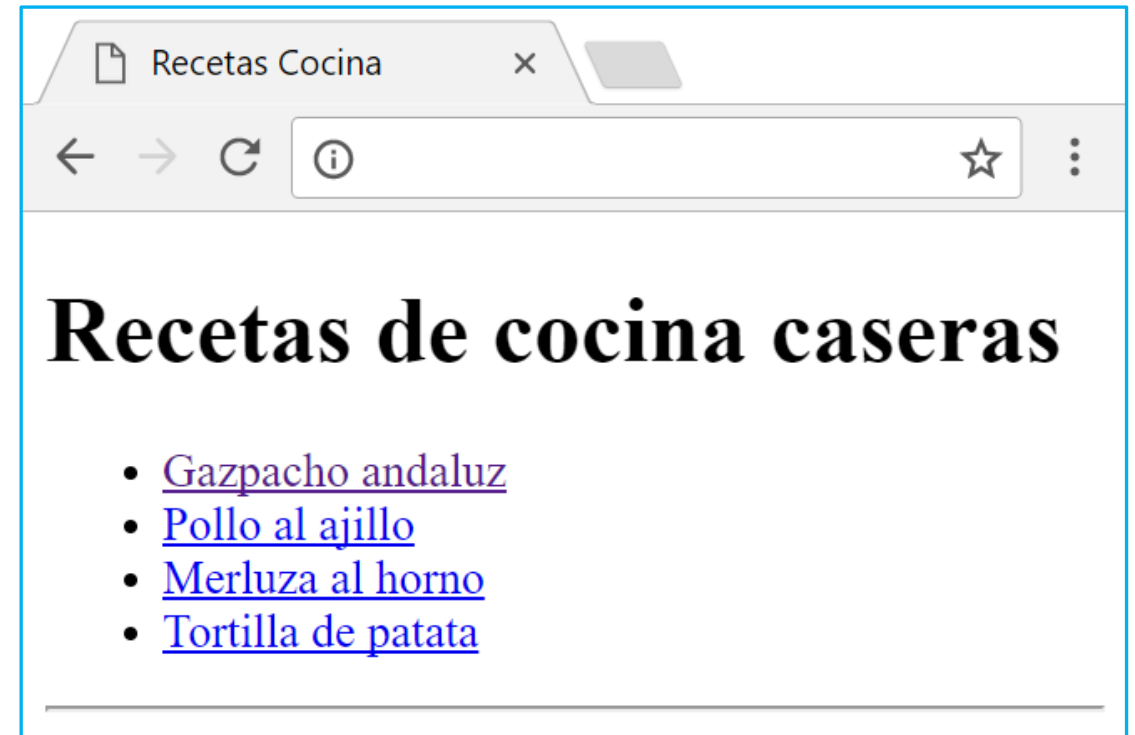 Recetas Cocina
Recetas de cocina caseras
Gazpacho andaluz
Pollo al ajillo
Merluza al horno
Tortilla de patata